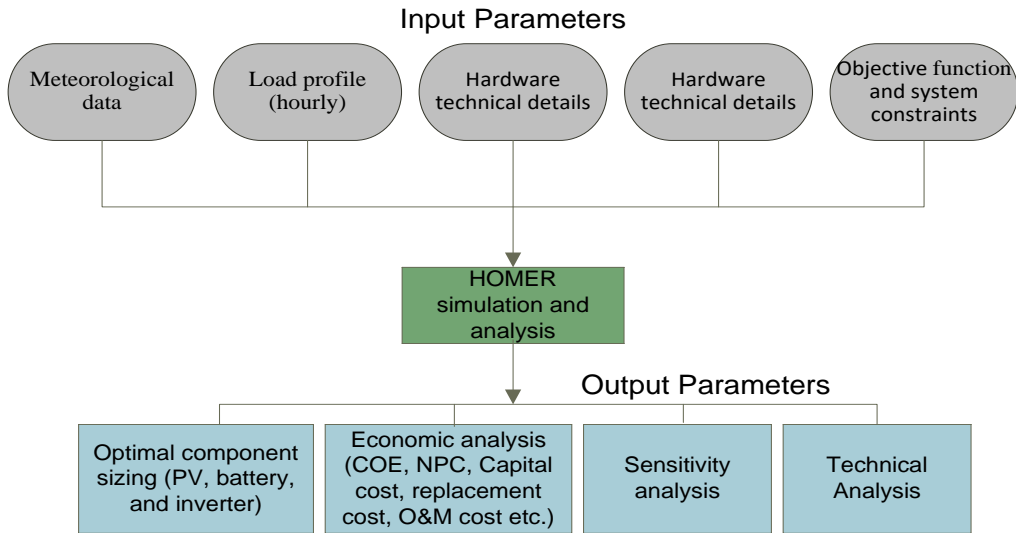 Input Parameters
Meteorological
data
Load profile
(hourly)
Hardware
technical details
Hardware
technical details
Objective function
and system
constraints
HOMER
simulation and
analysis
Output Parameters
Optimal component
sizing (PV, battery,
and inverter)
Economic analysis
(COE, NPC, Capital
cost, replacement
cost, O&M cost etc.)
Sensitivity
analysis
Technical
Analysis